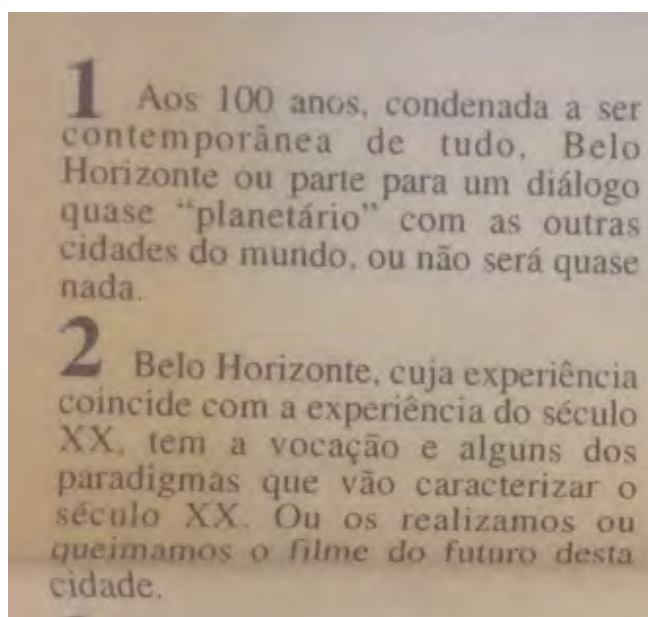 1 Aos 100 anos, condenada a ser
contemporânea de tudo, Belo
Horizonte ou parte para um diálogo
quase “planetário” com as outras
cidades do mundo, ou não será quase
nada.
2 Belo Horizonte, cuja experiência
coincide com a experiência do século
XX, tem a vocação e alguns dos
paradigmas que vão caracterizar o
século XX. Ou os realizamos ou
queimamos o filme do futuro desta
cidade.